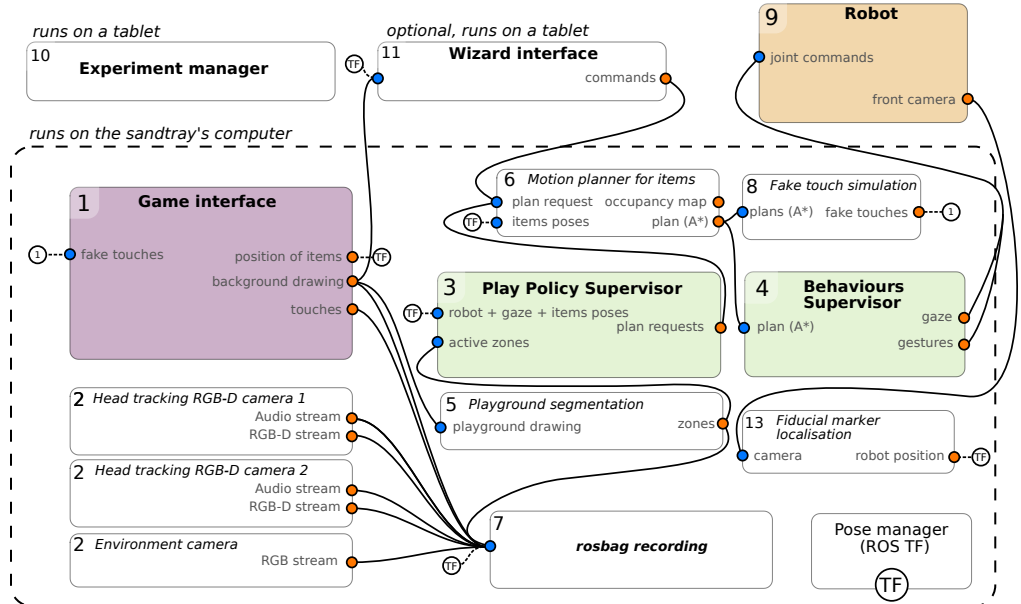 runs on a tablet
10
Experiment manager
optional, runs on a tablet
11
Wizard interface
TF
commands
9
Robot
joint commands
front camera
runs on the sandtray's computer
1
Game interface
1
fake touches
position of items
TF
background drawing
touches
6
Motion planner for items
plan request
occupancy map
TF
items poses
plan (A*)
8
Fake touch simulation
plans (A*)
fake touches
1
3
Play Policy Supervisor
TF
robot + gaze + items poses
plan requests
active zones
4
Behaviours
Supervisor
plan (A*)
gaze
gestures
2 Head tracking RGB-D camera 1
Audio stream
RGB-D stream
2 Head tracking RGB-D camera 2
Audio stream
RGB-D stream
2 Environment camera
RGB stream
5 Playground segmentation
playground drawing
zones
13 Fiducial marker
localisation
camera
robot position
TF
7
rosbag recording
TF
Pose manager
(ROS TF)
TF